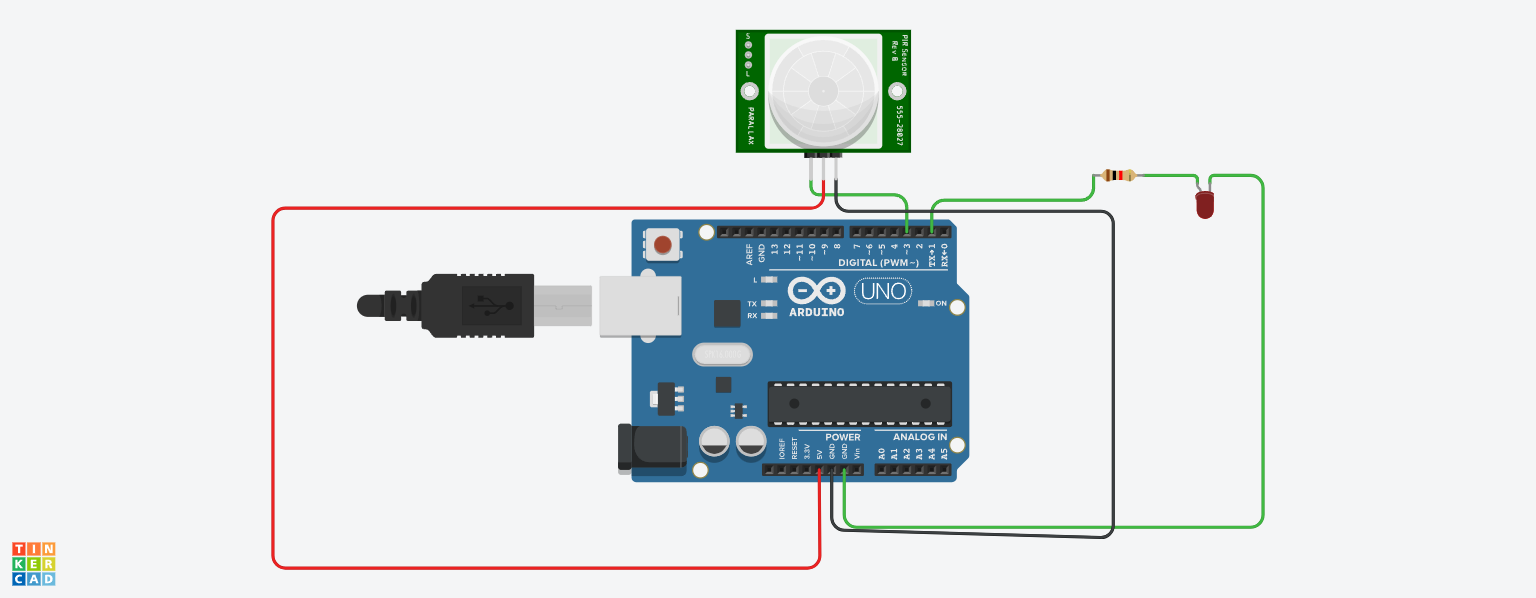 S
L
PIR Sensor
Rev B
PARALLAX
555-28027
AREF
GND
13
12
~11
~10
~9
8
7
~6
~5
4
~3
2
TX→1
RX←0
DIGITAL (PWM~)
L
TX
RX
UNO
ON
ARDUINO
POWER
ANALOG IN
IOREF
RESET
3.3V
5V
GND
GND
Vin
A0
A1
A2
A3
A4
A5
TIN
KER
CAD